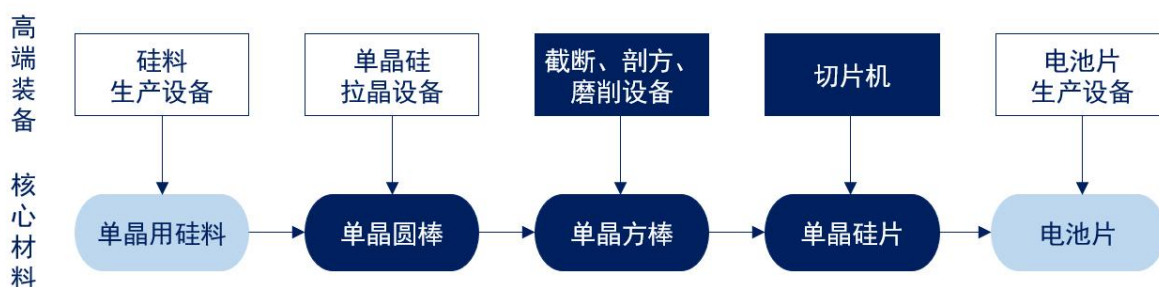 高端装备
硅料
生产设备
单晶硅
拉晶设备
截断、剖方、
磨削设备
切片机
电池片
生产设备
核心材料
单晶用硅料
单晶圆棒
单晶方棒
单晶硅片
电池片